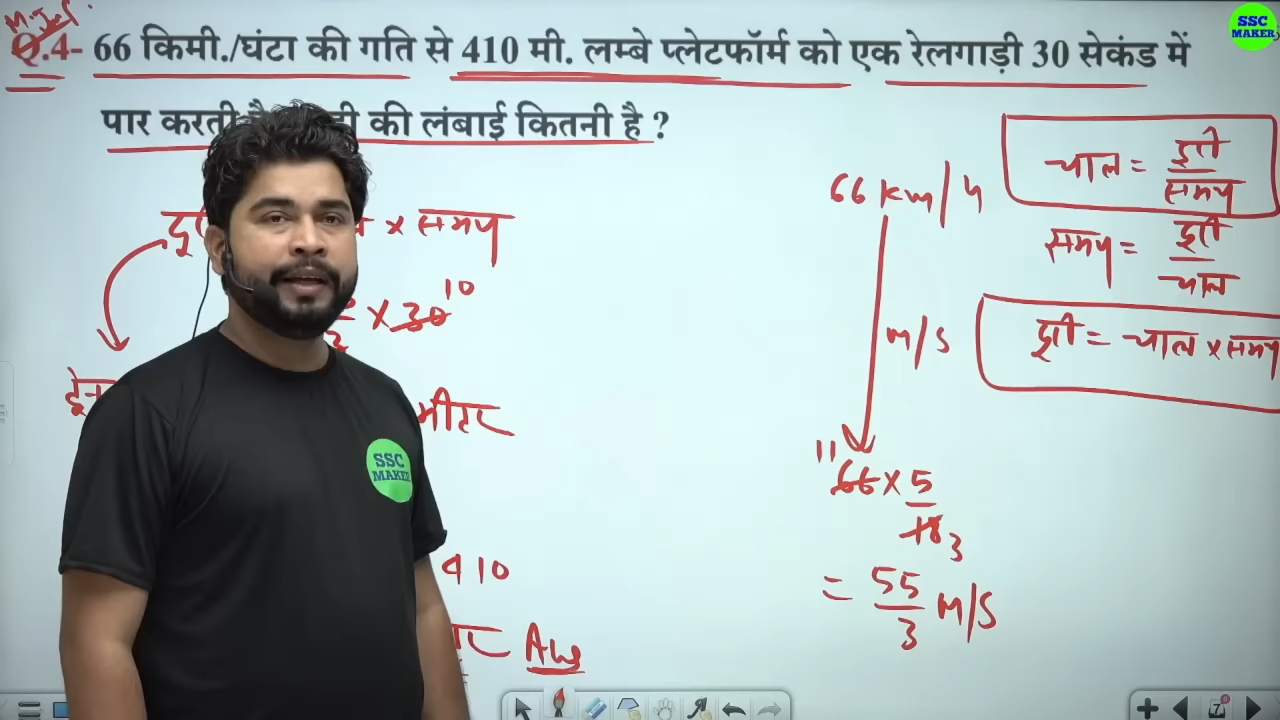 Q.4- 66 किमी./घंटा की गति से 410 मी. लम्बे प्लेटफॉर्म को एक रेलगाड़ी 30 सेकंड में
पार करती की लंबाई कितनी है ?
SSC
MAKER
× समय
× 30 10
मीटर
410
Ans
66 km/h
m/s
11
66 × 5
18 3
= 55
3 M/S
चाल = दूरी
समय
समय = दूरी
चाल
दूरी = चाल × समय
SSC
MAKER